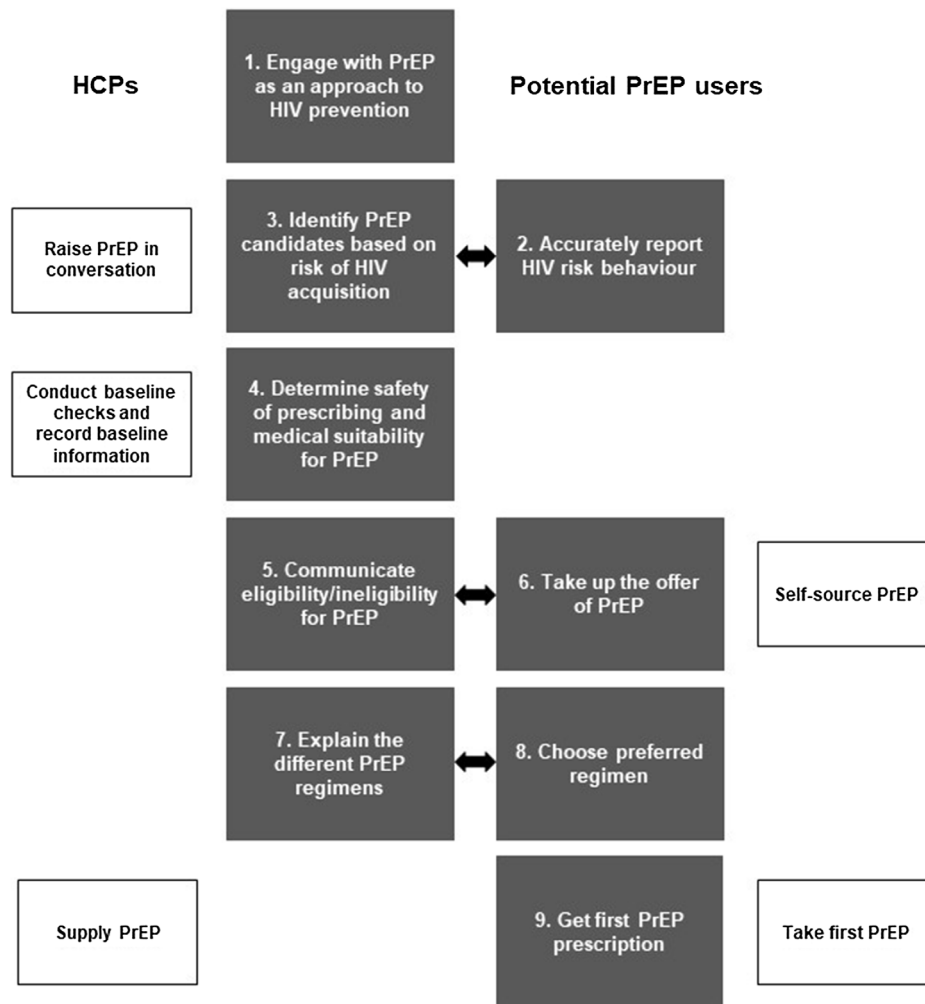 HCPs
1. Engage with PrEP
as an approach to
HIV prevention
Potential PrEP users
Raise PrEP in
conversation
3. Identify PrEP
candidates based on
risk of HIV
acquisition
2. Accurately report
HIV risk behaviour
Conduct baseline
checks and
record baseline
information
4. Determine safety
of prescribing and
medical suitability
for PrEP
5. Communicate
eligibility/ineligibility
for PrEP
6. Take up the offer
of PrEP
Self-source PrEP
7. Explain the
different PrEP
regimens
8. Choose preferred
regimen
Supply PrEP
9. Get first PrEP
prescription
Take first PrEP